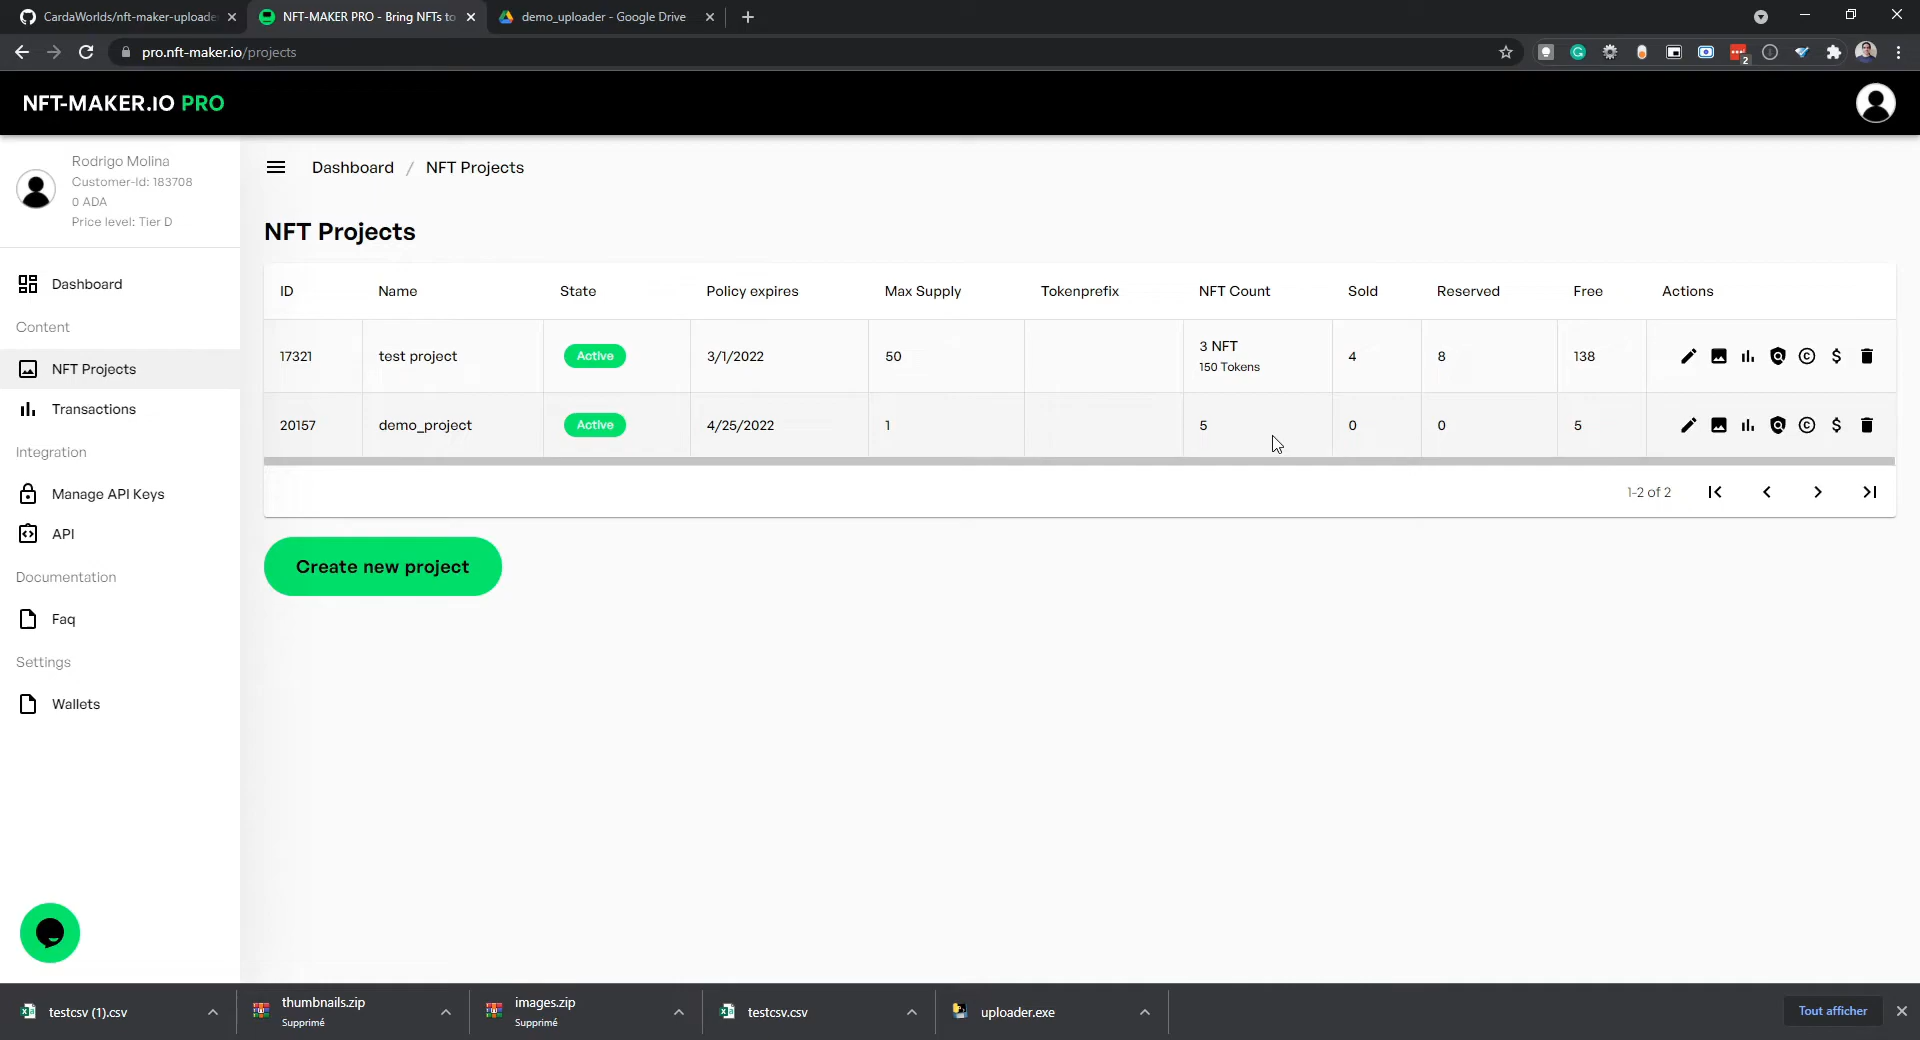 CardaWorlds/nft-maker-uploade
NFT-MAKER PRO - Bring NFTs to
demo_uploader - Google Drive
pro.nft-maker.io/projects
2
NFT-MAKER.IO PRO
Rodrigo Molina
Customer-Id: 183708
0 ADA
Price level: Tier D
Dashboard
Content
NFT Projects
Transactions
Integration
Manage API Keys
API
Documentation
Faq
Settings
Wallets
Dashboard / NFT Projects
NFT Projects
ID Name State Policy expires Max Supply Tokenprefix NFT Count Sold Reserved Free Actions
17321 test project Active 3/1/2022 50 3 NFT 150 Tokens 4 8 138
20157 demo_project Active 4/25/2022 1 5 0 0 5
1-2 of 2
Create new project
testcsv (1).csv
thumbnails.zip
Supprimé
images.zip
Supprimé
testcsv.csv
uploader.exe
Tout afficher